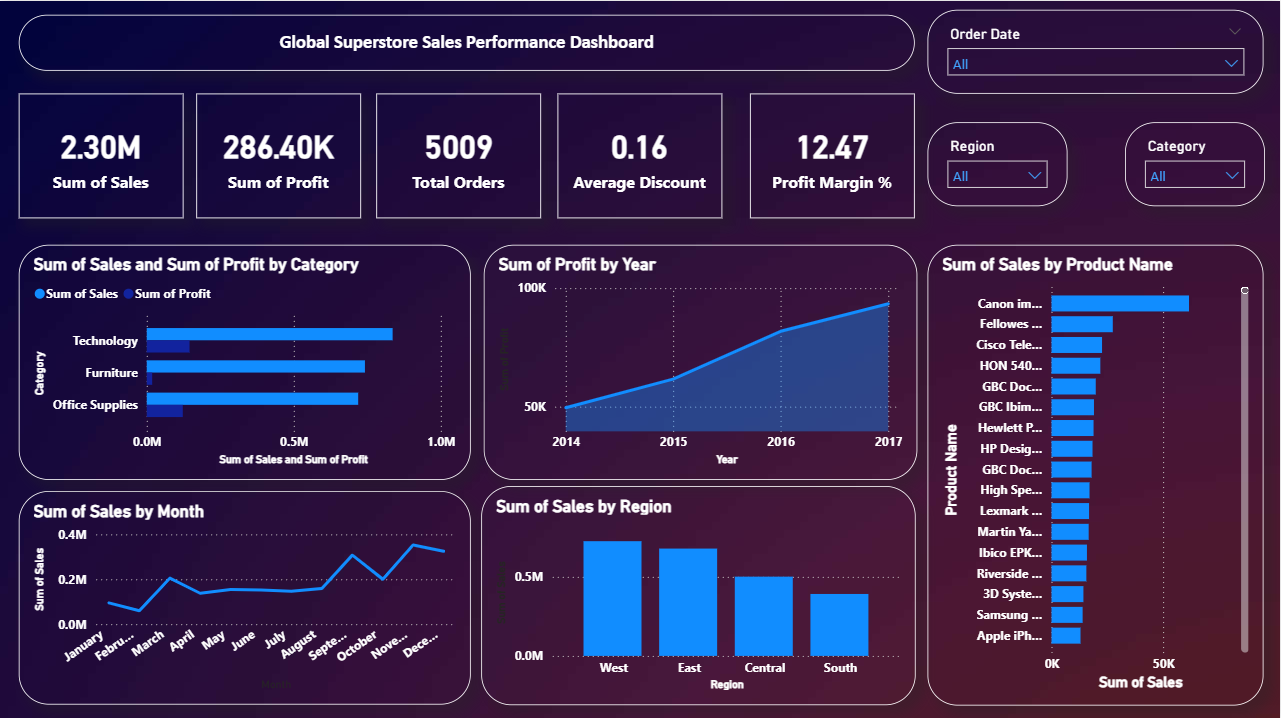 Global Superstore Sales Performance Dashboard
Order Date
All
2.30M
Sum of Sales
286.40K
Sum of Profit
5009
Total Orders
0.16
Average Discount
12.47
Profit Margin %
Region
All
Category
All
Sum of Sales and Sum of Profit by Category
Sum of Sales Sum of Profit
Category
Technology
Furniture
Office Supplies
0.0M 0.5M 1.0M
Sum of Sales and Sum of Profit
Sum of Profit by Year
Sum of Profit
100K
50K
2014 2015 2016 2017
Year
Sum of Sales by Product Name
Product Name
Canon im...
Fellowes ...
Cisco Tele...
HON 540...
GBC Doc...
GBC Ibim...
Hewlett P...
HP Desig...
GBC Doc...
High Spe...
Lexmark ...
Martin Ya...
Ibico EPK...
Riverside ...
3D Syste...
Samsung ...
Apple iPh...
0K 50K
Sum of Sales
Sum of Sales by Month
Sum of Sales
0.4M
0.2M
0.0M
January Febru... March April May June July August Septe... October Nove... Dece...
Month
Sum of Sales by Region
Sum of Sales
0.5M
0.0M
West East Central South
Region